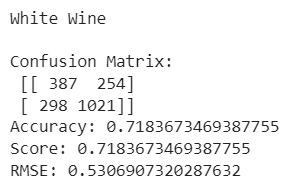 White Wine
Confusion Matrix:
[[ 387  254]
[ 298 1021]]
Accuracy: 0.7183673469387755
Score: 0.7183673469387755
RMSE: 0.5306907320287632